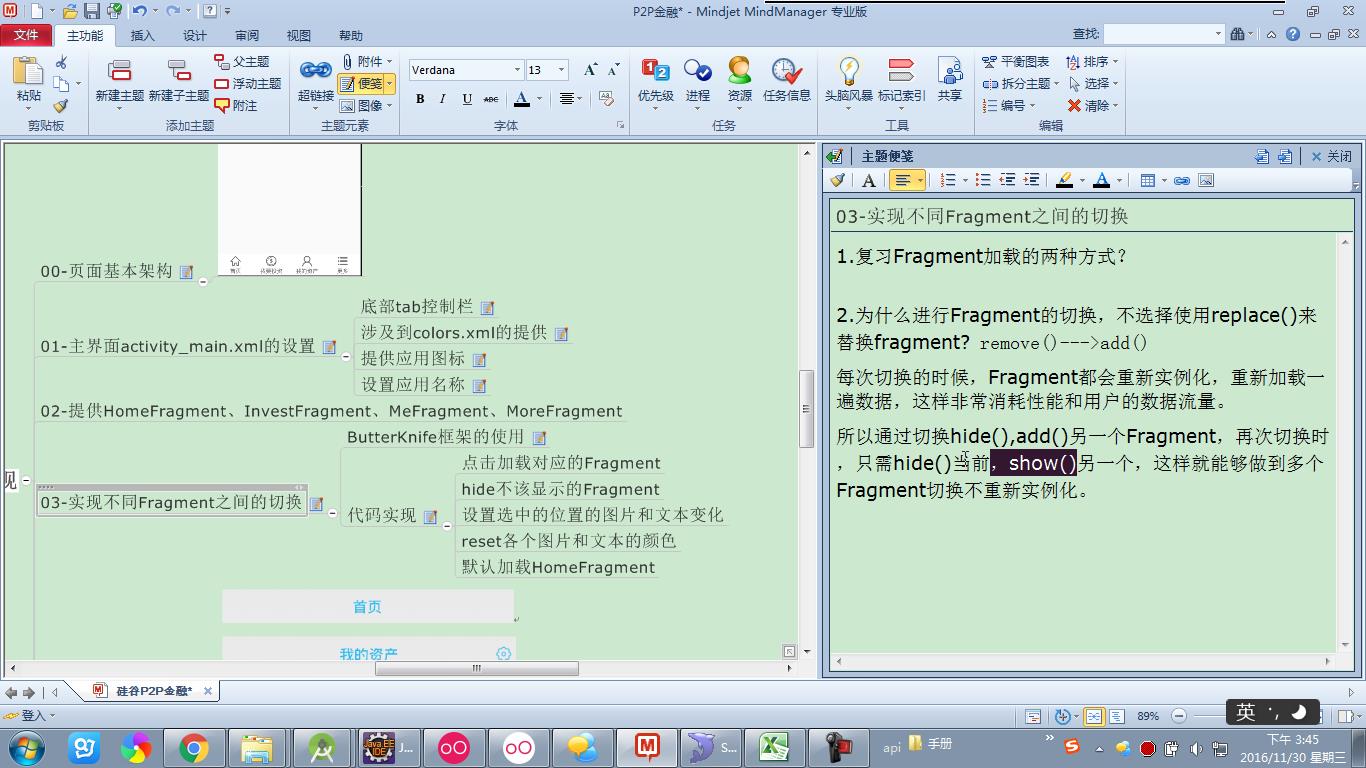 P2P金融* - Mindjet MindManager 专业版
文件 主功能 插入 设计 审阅 视图 帮助 查找:
粘贴 新建主题 新建子主题 父主题 浮动主题 附注 超链接 附件 便笺 图像 Verdana 13 优先级 进程 资源 任务信息 头脑风暴 标记索引 共享 平衡图表 拆分主题 编号 排序 选择 清除
B I U ABC A
剪贴板 添加主题 主题元素 字体 任务 工具 编辑
首页 我要投资 我的资产 更多
00-页面基本架构
01-主界面activity_main.xml的设置
底部tab控制栏
涉及到colors.xml的提供
提供应用图标
设置应用名称
02-提供HomeFragment、InvestFragment、MeFragment、MoreFragment
03-实现不同Fragment之间的切换
ButterKnife框架的使用
代码实现
点击加载对应的Fragment
hide不该显示的Fragment
设置选中的位置的图片和文本变化
reset各个图片和文本的颜色
默认加载HomeFragment
首页
我的资产
主题便笺 关闭
03-实现不同Fragment之间的切换
1.复习Fragment加载的两种方式？
2.为什么进行Fragment的切换，不选择使用replace()来
替换fragment? remove()--->add()
每次切换的时候，Fragment都会重新实例化，重新加载一
遍数据，这样非常消耗性能和用户的数据流量。
所以通过切换hide(),add()另一个Fragment，再次切换时
，只需hide()当前，show()另一个，这样就能够做到多个
Fragment切换不重新实例化。
硅谷P2P金融*
登入 89% 英
J... S... api 手册 下午 3:45
2016/11/30 星期三